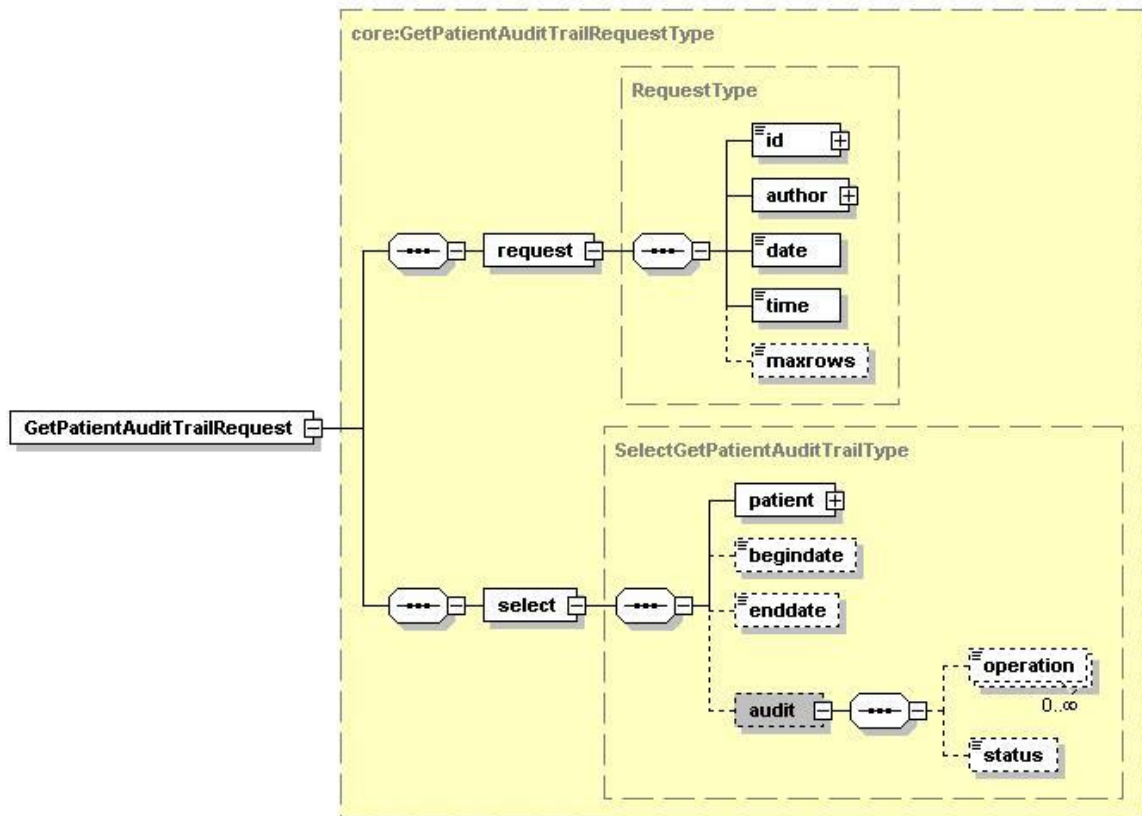 core:GetPatientAuditTrailRequestType
RequestType
id
author
request
date
time
maxrows
GetPatientAuditTrailRequest
SelectGetPatientAuditTrailType
patient
begindate
select
enddate
operation
0..∞
audit
status